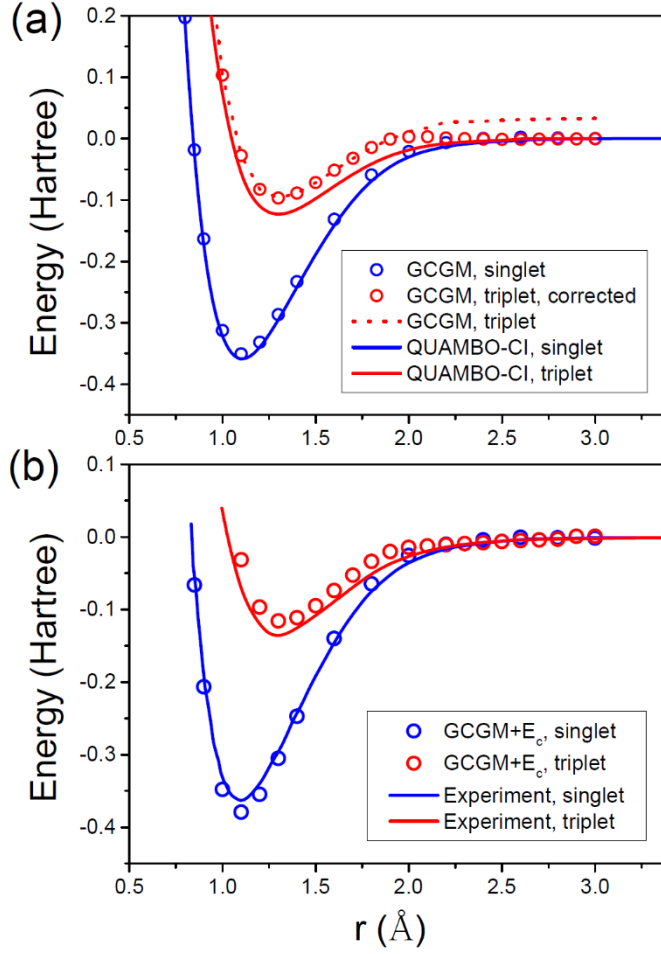 (a)
0.2
0.1
0.0
-0.1
-0.2
-0.3
-0.4
Energy (Hartree)
GCGM, singlet
GCGM, triplet, corrected
GCGM, triplet
QUAMBO-CI, singlet
QUAMBO-CI, triplet
0.5 1.0 1.5 2.0 2.5 3.0
(b)
0.1
0.0
-0.1
-0.2
-0.3
-0.4
Energy (Hartree)
GCGM+Ec, singlet
GCGM+Ec, triplet
Experiment, singlet
Experiment, triplet
0.5 1.0 1.5 2.0 2.5 3.0
r (Å)